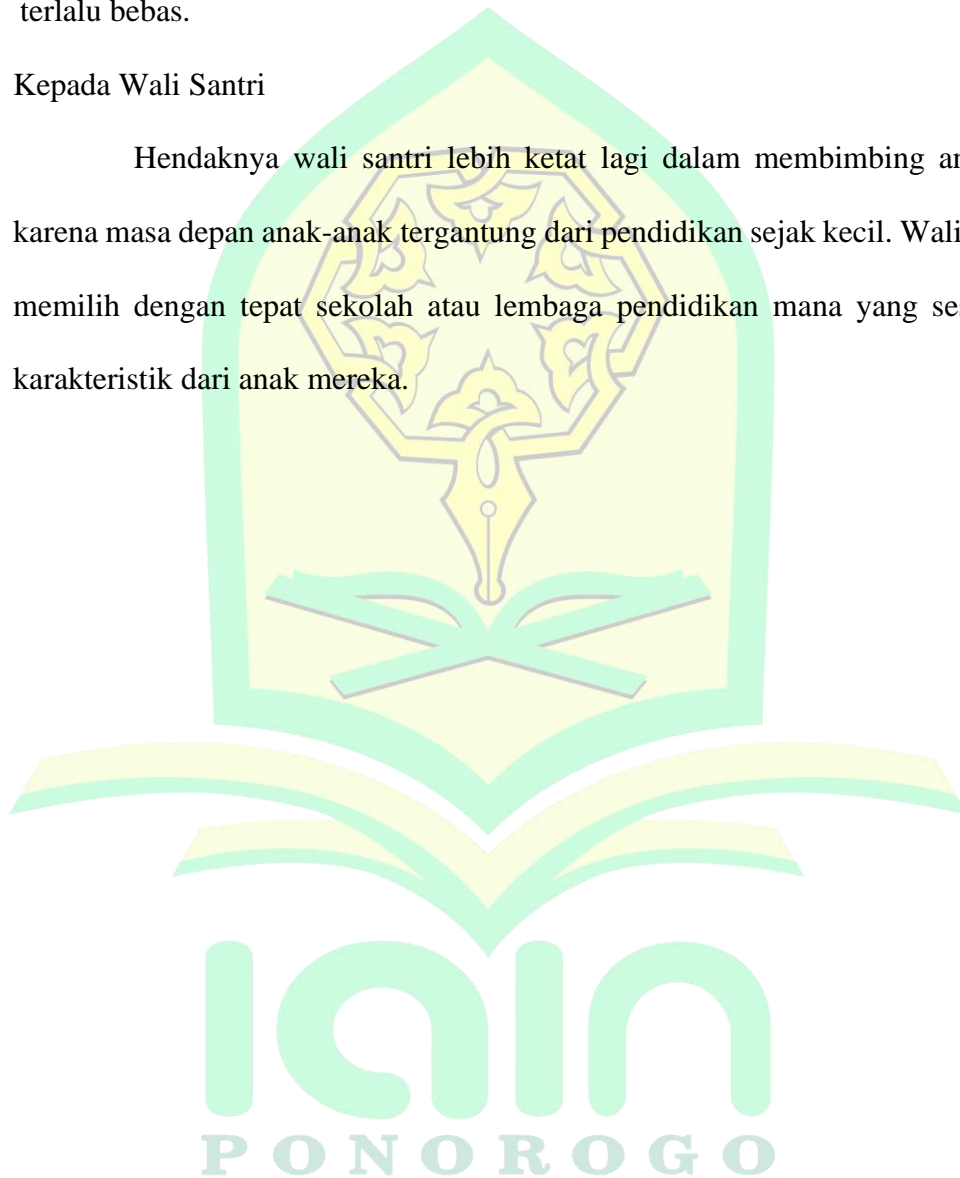 terlalu bebas.
Kepada Wali Santri
Hendaknya wali santri lebih ketat lagi dalam membimbing
karena masa depan anak-anak tergantung dari pendidikan sejak kecil. Wali
memilih dengan tepat sekolah atau lembaga pendidikan mana yang
karakteristik dari anak mereka.
iain
PONOROGO